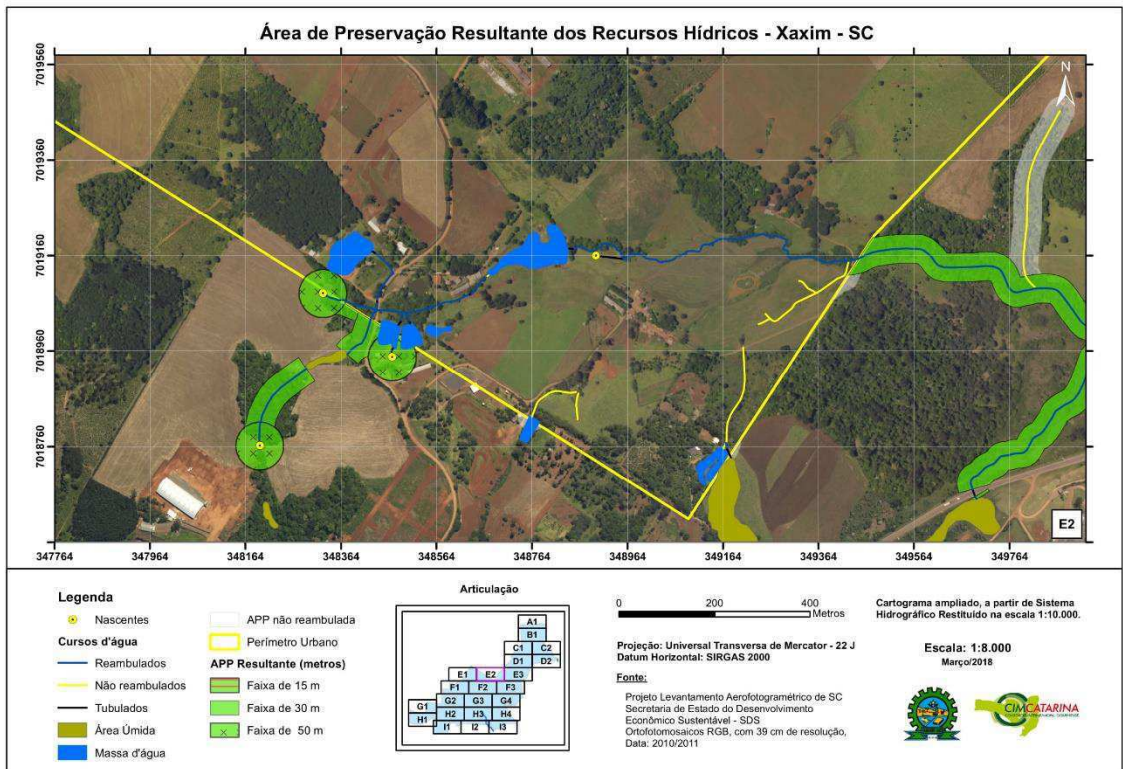 Área de Preservação Resultante dos Recursos Hídricos - Xaxim - SC
7019560
7019360
7019160
7018960
7018760
N
E2
347764
347964
348164
348364
348564
348764
348964
349164
349364
349564
349764
Legenda
Nascentes
Cursos d'água
Reambulados
Não reambulados
Tubulados
Área Úmida
Massa d'água
APP não reambulada
Perímetro Urbano
APP Resultante (metros)
Faixa de 15 m
Faixa de 30 m
Faixa de 50 m
Articulação
A1
B1
C1 C2
D1 D2
E1 E2 E3
F1 F2 F3
G1 G2 G3 G4
H1 H2 H3 H4
I1 I2 I3
0 200 400
Metros
Projeção: Universal Transversa de Mercator - 22 J
Datum Horizontal: SIRGAS 2000
Fonte:
Projeto Levantamento Aerofotogramétrico de SC
Secretaria de Estado do Desenvolvimento
Econômico Sustentável - SDS
Ortofotomosaicos RGB, com 39 cm de resolução,
Data: 2010/2011
Cartograma ampliado, a partir de Sistema
Hidrográfico Restituído na escala 1:10.000.
Escala: 1:8.000
Março/2018
CIMCATARINA